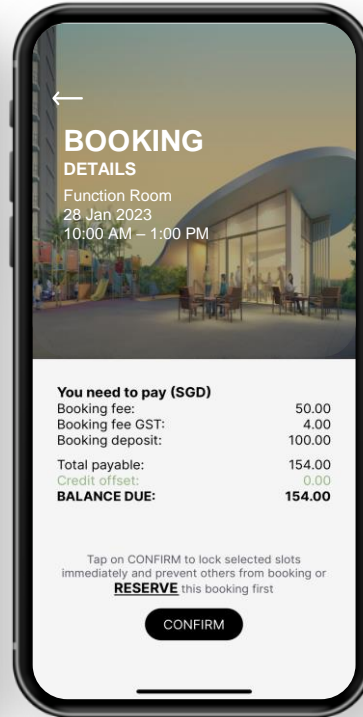 BOOKING
DETAILS
Function Room
28 Jan 2023
10:00 AM – 1:00 PM
You need to pay (SGD)
Booking fee: 50.00
Booking fee GST: 4.00
Booking deposit: 100.00
Total payable: 154.00
Credit offset: 0.00
BALANCE DUE: 154.00
Tap on CONFIRM to lock selected slots
immediately and prevent others from booking or
RESERVE this booking first
CONFIRM